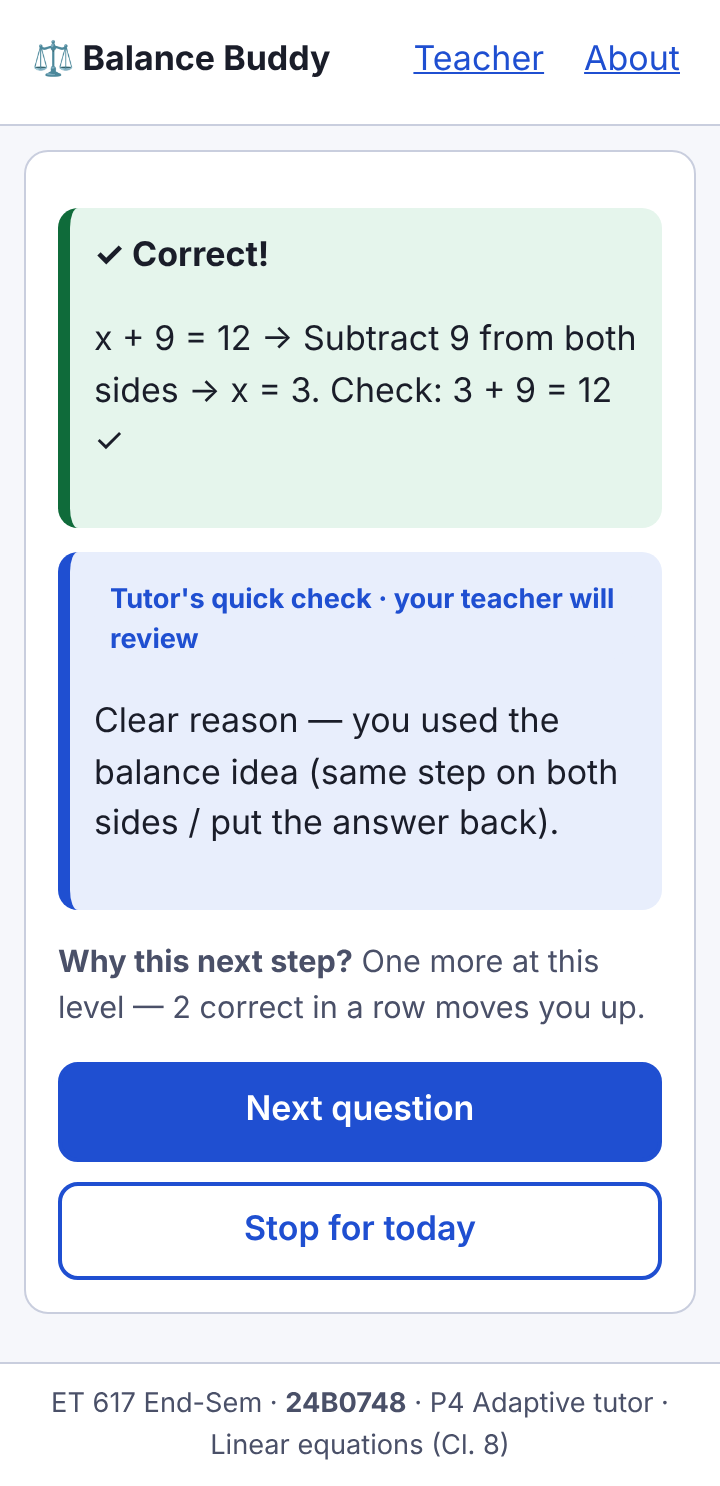 ⚖️ Balance Buddy Teacher About
✓ Correct!
x + 9 = 12 → Subtract 9 from both
sides → x = 3. Check: 3 + 9 = 12
✓
Tutor's quick check · your teacher will
review
Clear reason — you used the
balance idea (same step on both
sides / put the answer back).
Why this next step? One more at this
level — 2 correct in a row moves you up.
Next question
Stop for today
ET 617 End-Sem · 24B0748 · P4 Adaptive tutor ·
Linear equations (Cl. 8)